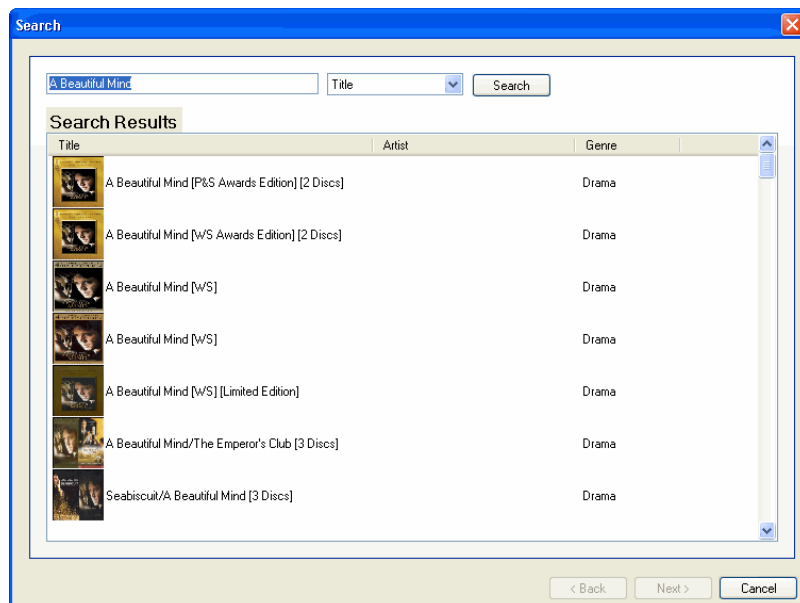 Search
A Beautiful Mind Title Search
Search Results
Title Artist Genre
A Beautiful Mind [P&S Awards Edition] [2 Discs] Drama
A Beautiful Mind [WS Awards Edition] [2 Discs] Drama
A Beautiful Mind [WS] Drama
A Beautiful Mind [WS] Drama
A Beautiful Mind [WS] [Limited Edition] Drama
A Beautiful Mind/The Emperor's Club [3 Discs] Drama
Seabiscuit/A Beautiful Mind [3 Discs] Drama
< Back Next > Cancel